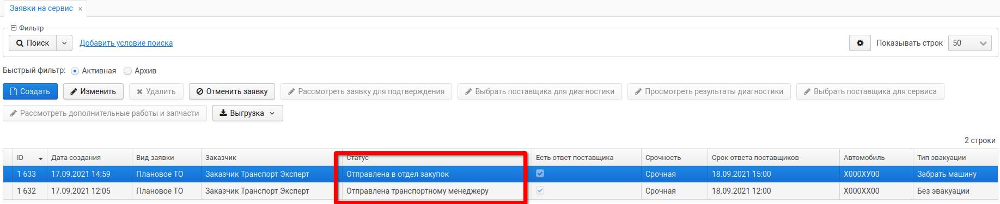 Заявки на сервис ×
Фильтр
Поиск Добавить условие поиска Показывать строк 50
Быстрый фильтр: Активная Архив
Создать Изменить Удалить Отменить заявку Рассмотреть заявку для подтверждения Выбрать поставщика для диагностики Просмотреть результаты диагностики Выбрать поставщика для сервиса
Рассмотреть дополнительные работы и запчасти Выгрузка
2 строки
ID Дата создания Вид заявки Заказчик Статус Есть ответ поставщика Срочность Срок ответа поставщиков Автомобиль Тип эвакуации
1 633 17.09.2021 14:59 Плановое ТО Заказчик Транспорт Эксперт Отправлена в отдел закупок Срочная 18.09.2021 15:00 Х000ХУ00 Забрать машину
1 632 17.09.2021 12:05 Плановое ТО Заказчик Транспорт Эксперт Отправлена транспортному менеджеру Срочная 18.09.2021 12:00 Х000ХХ00 Без эвакуации